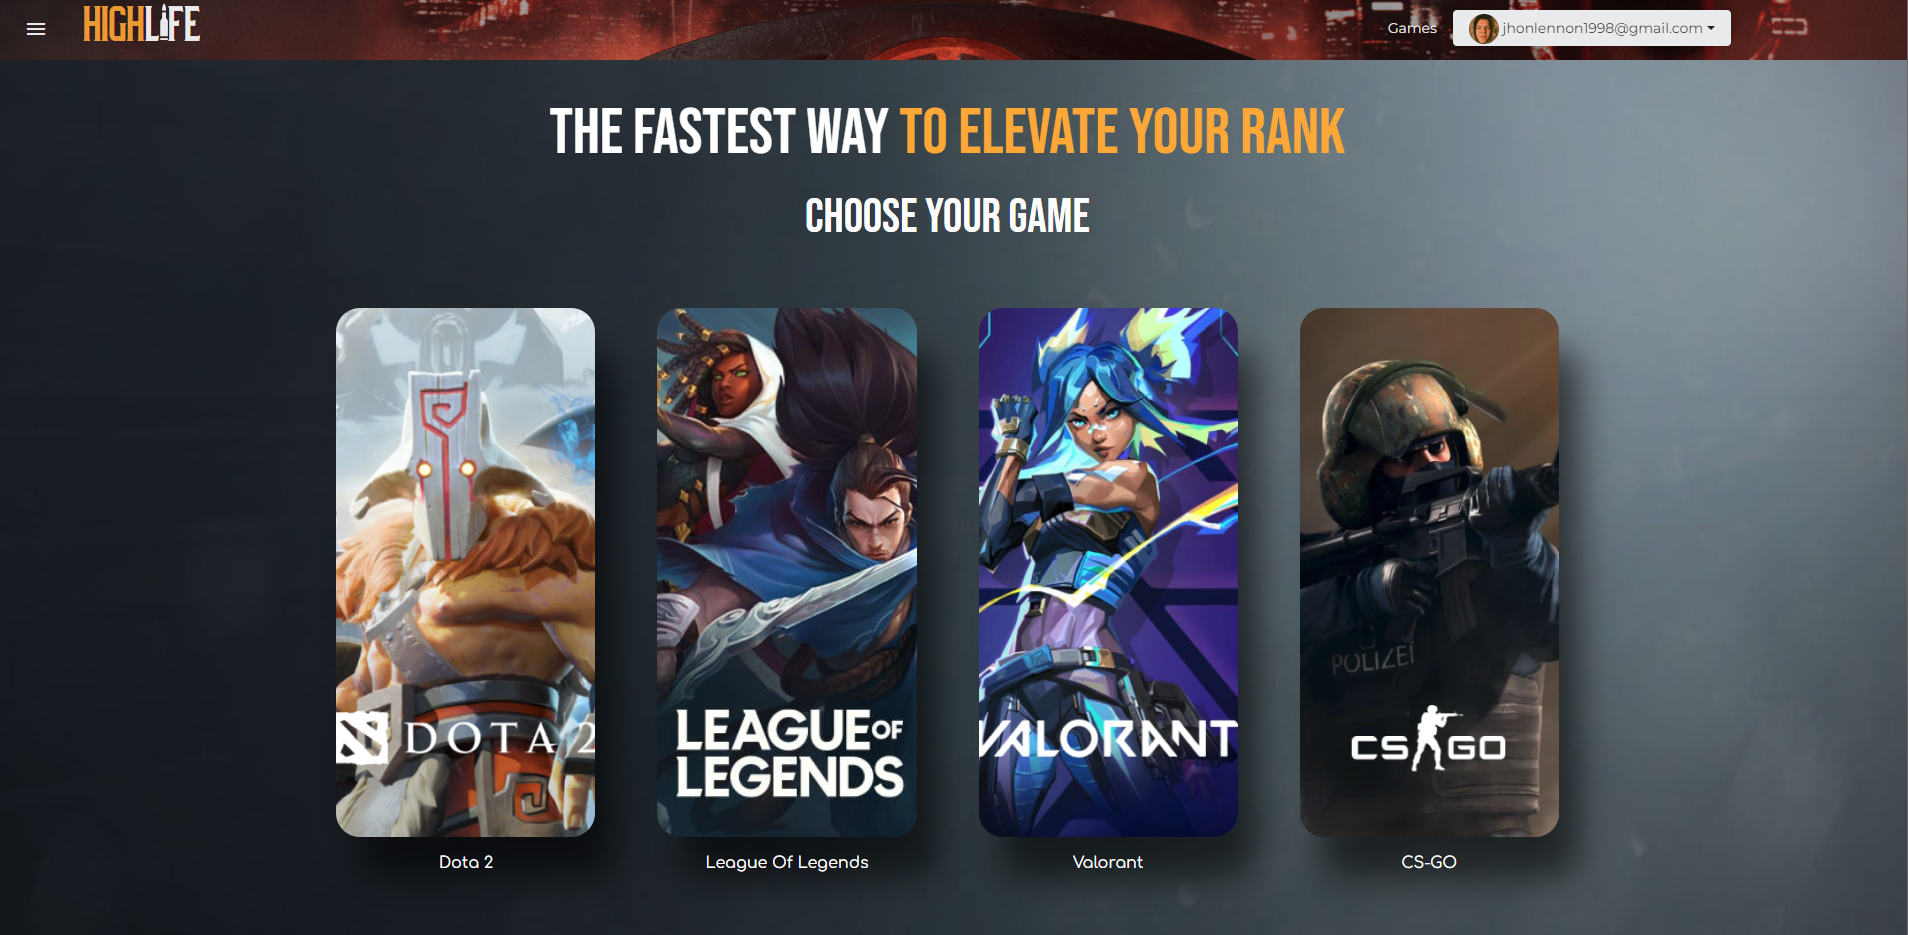 HIGHLIFE
Games
jhonlennon1998@gmail.com
THE FASTEST WAY TO ELEVATE YOUR RANK
CHOOSE YOUR GAME
POLIZEI
DOTA 2
LEAGUE OF
LEGENDS
VALORANT
CS GO
Dota 2
League Of Legends
Valorant
CS-GO